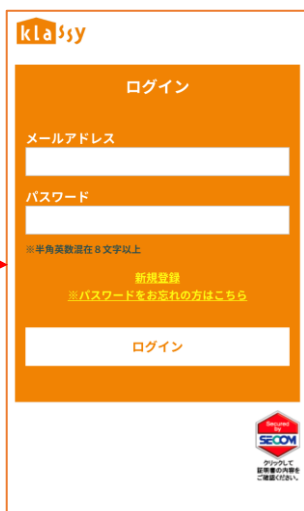 klassy
ログイン
メールアドレス
パスワード
※半角英数混在８文字以上
新規登録
※パスワードをお忘れの方はこちら
ログイン
Secured
by
SECOM
クリックして
証明書の内容を
ご確認ください。